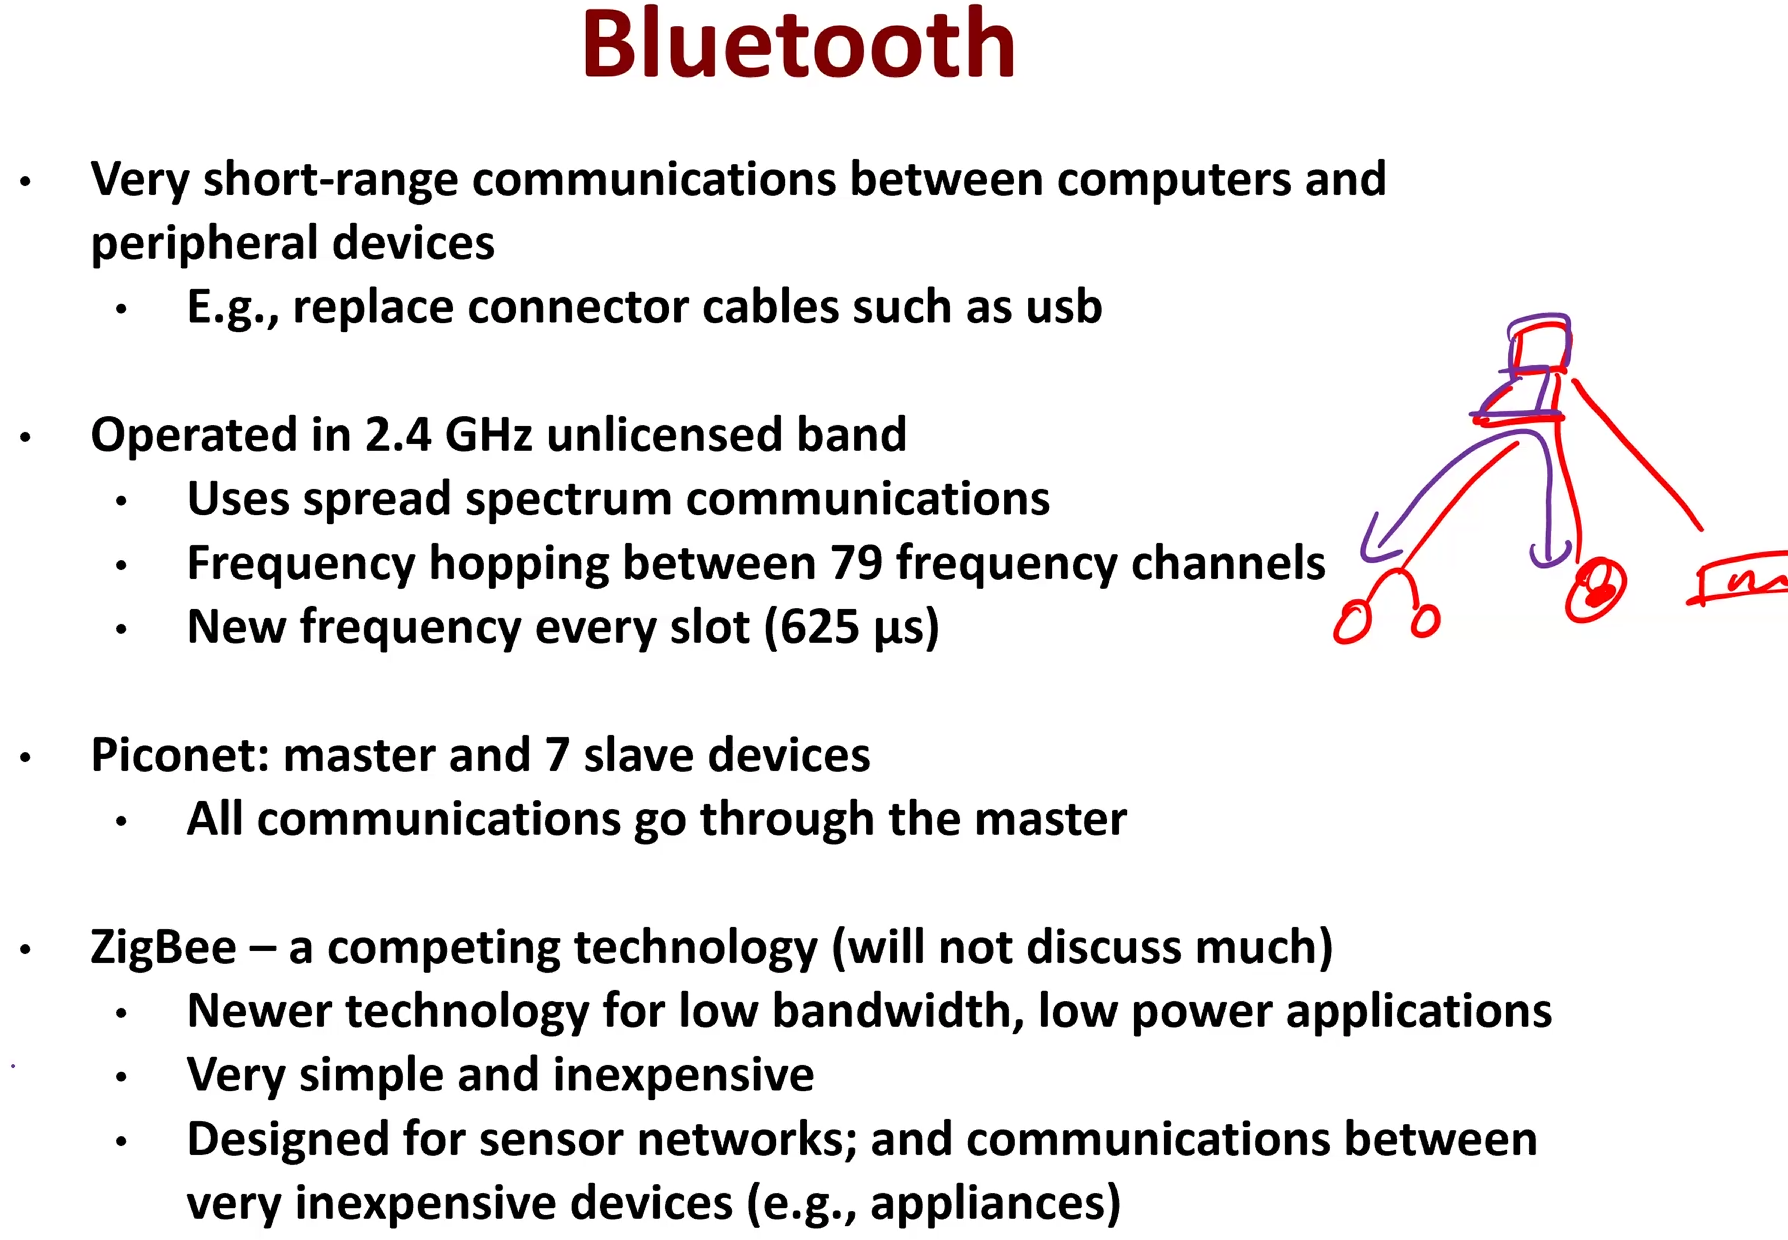 Bluetooth
• Very short-range communications between computers and
peripheral devices
• E.g., replace connector cables such as usb
• Operated in 2.4 GHz unlicensed band
• Uses spread spectrum communications
• Frequency hopping between 79 frequency channels
• New frequency every slot (625 µs)
• Piconet: master and 7 slave devices
• All communications go through the master
• ZigBee – a competing technology (will not discuss much)
• Newer technology for low bandwidth, low power applications
• Very simple and inexpensive
• Designed for sensor networks; and communications between
very inexpensive devices (e.g., appliances)